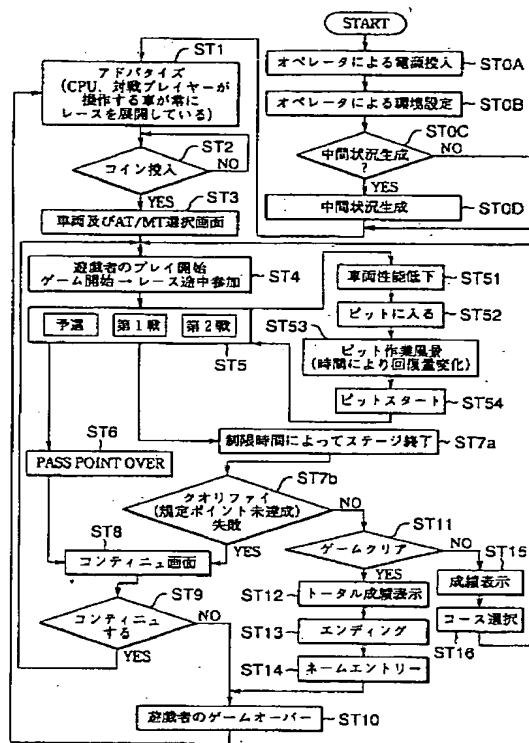 START
オペレータによる電源投入
ST0A
オペレータによる環境設定
ST0B
中間状況生成
?
ST0C
NO
YES
中間状況生成
ST0D
ST1
アドバタイズ
(CPU、対戦プレイヤーが
操作する車が常に
レースを展開している)
ST2
コイン投入
NO
YES
ST3
車両及びAT/MT選択画面
遊戯者のプレイ開始
ゲーム開始→レース途中参加
ST4
予選
第1戦
第2戦
ST5
車両性能低下
ST51
ピットに入る
ST52
ST53
ピット作業風景
(時間により回復量変化)
ピットスタート
ST54
ST6
PASS POINT OVER
制限時間によってステージ終了
ST7a
ST7b
クオリファイ
(規定ポイント未達成)
失敗
NO
YES
ST8
コンティニュ画面
ST9
コンティニュ
する
NO
YES
ST11
ゲームクリア
NO
YES
ST12
トータル成績表示
ST13
エンディング
ST14
ネームエントリー
ST15
成績表示
コース選択
ST16
遊戯者のゲームオーバー
ST10